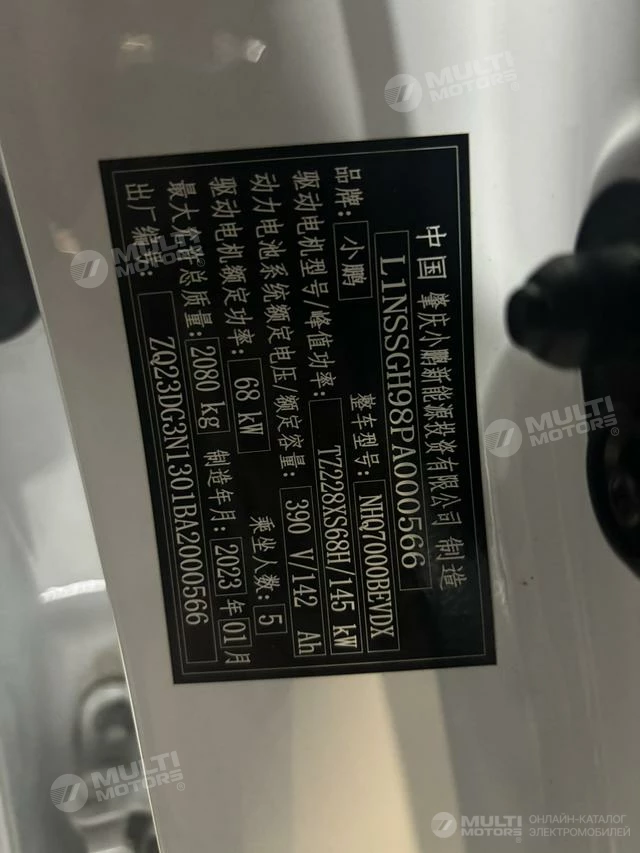 中国 肇庆小鹏新能源投资有限公司 制造
L1NSSGH98PA000566
品牌: 小鹏 整车型号: NHQ7000BEVDX
驱动电机型号/峰值功率: TZ228XS68H/145 kW
动力电池系统额定电压/额定容量: 390 V/142 Ah
驱动电机额定功率: 68 kW 乘坐人数: 5
最大允许总质量: 2080 kg 制造年月: 2023 年 01 月
出厂编号: ZQ23DG3N1301BA2000566
MULTI MOTORS®
MULTI MOTORS®
MULTI MOTORS®
MULTI MOTORS®
MULTI MOTORS® ОНЛАЙН-КАТАЛОГ ЭЛЕКТРОМОБИЛЕЙ